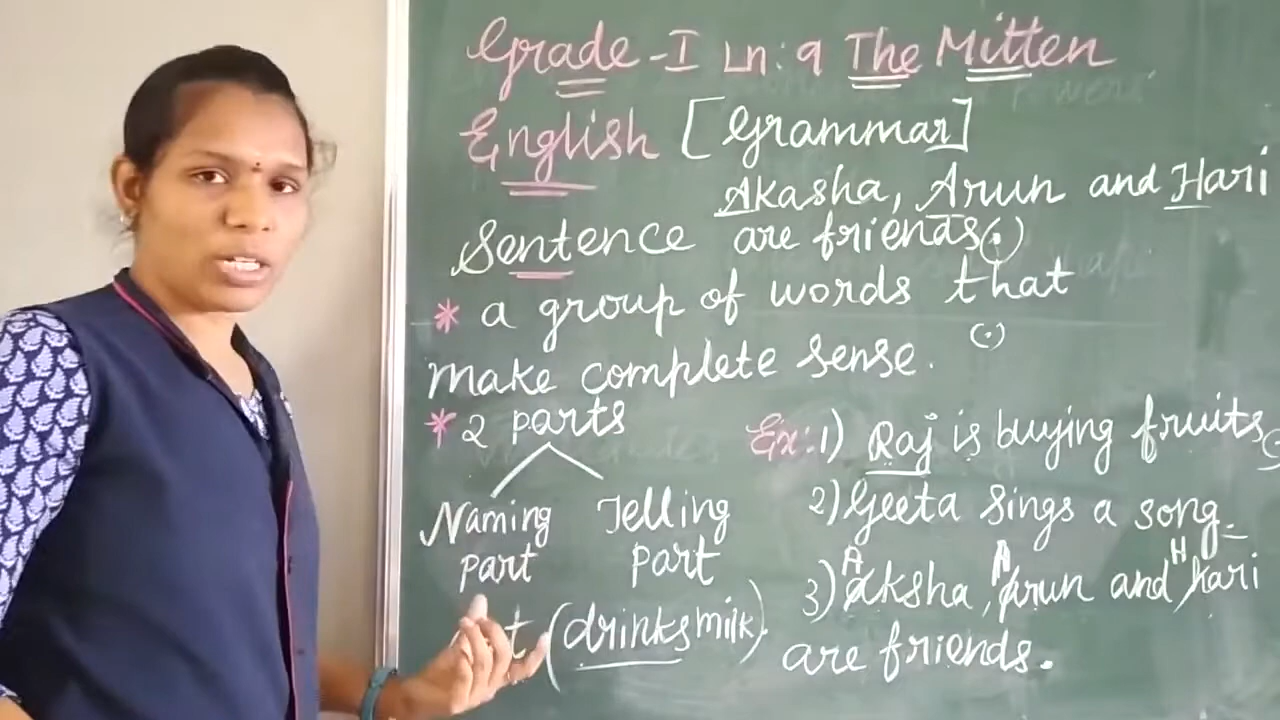 Grade -I Ln: 9 The Mitten
English [Grammar]
Akasha, Arun and Hari
Sentence are friends(.)
* a group of words that
(.)
make complete sense.
* 2 parts
Naming part
Telling part
(drinks milk).
Ex: 1) Raj is buying fruits
2) Geeta sings a song
3) Aksha, Arun and Hari
are friends.